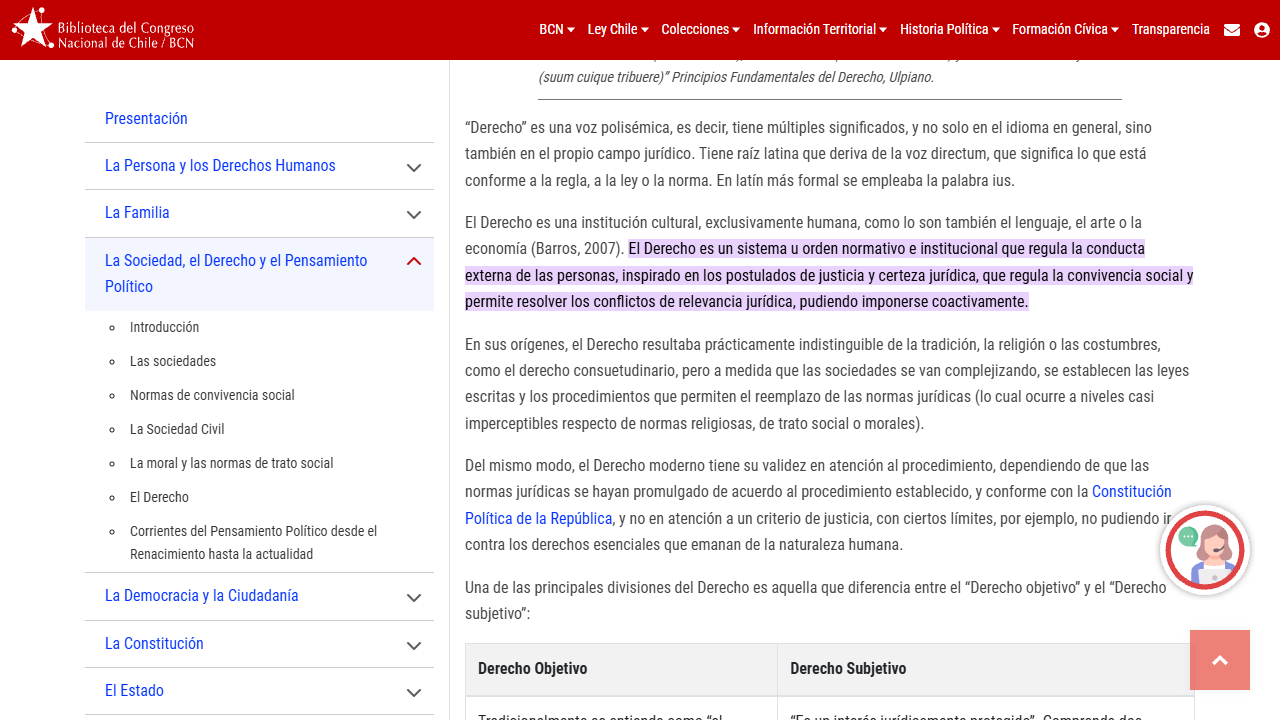 Biblioteca del Congreso
Nacional de Chile / BCN
BCN
Ley Chile
Colecciones
Información Territorial
Historia Política
Formación Cívica
Transparencia
Presentación
La Persona y los Derechos Humanos
La Familia
La Sociedad, el Derecho y el Pensamiento
Político
Introducción
Las sociedades
Normas de convivencia social
La Sociedad Civil
La moral y las normas de trato social
El Derecho
Corrientes del Pensamiento Político desde el
Renacimiento hasta la actualidad
La Democracia y la Ciudadanía
La Constitución
El Estado
(suum cuique tribuere)” Principios Fundamentales del Derecho, Ulpiano.
“Derecho” es una voz polisémica, es decir, tiene múltiples significados, y no solo en el idioma en general, sino
también en el propio campo jurídico. Tiene raíz latina que deriva de la voz directum, que significa lo que está
conforme a la regla, a la ley o la norma. En latín más formal se empleaba la palabra ius.
El Derecho es una institución cultural, exclusivamente humana, como lo son también el lenguaje, el arte o la
economía (Barros, 2007). El Derecho es un sistema u orden normativo e institucional que regula la conducta
externa de las personas, inspirado en los postulados de justicia y certeza jurídica, que regula la convivencia social y
permite resolver los conflictos de relevancia jurídica, pudiendo imponerse coactivamente.
En sus orígenes, el Derecho resultaba prácticamente indistinguible de la tradición, la religión o las costumbres,
como el derecho consuetudinario, pero a medida que las sociedades se van complejizando, se establecen las leyes
escritas y los procedimientos que permiten el reemplazo de las normas jurídicas (lo cual ocurre a niveles casi
imperceptibles respecto de normas religiosas, de trato social o morales).
Del mismo modo, el Derecho moderno tiene su validez en atención al procedimiento, dependiendo de que las
normas jurídicas se hayan promulgado de acuerdo al procedimiento establecido, y conforme con la Constitución
Política de la República, y no en atención a un criterio de justicia, con ciertos límites, por ejemplo, no pudiendo ir
contra los derechos esenciales que emanan de la naturaleza humana.
Una de las principales divisiones del Derecho es aquella que diferencia entre el “Derecho objetivo” y el “Derecho
subjetivo”:
Derecho Objetivo
Derecho Subjetivo
Tradicionalmente se entiende como “el
“Es un interés jurídicamente protegido”. Comprende dos